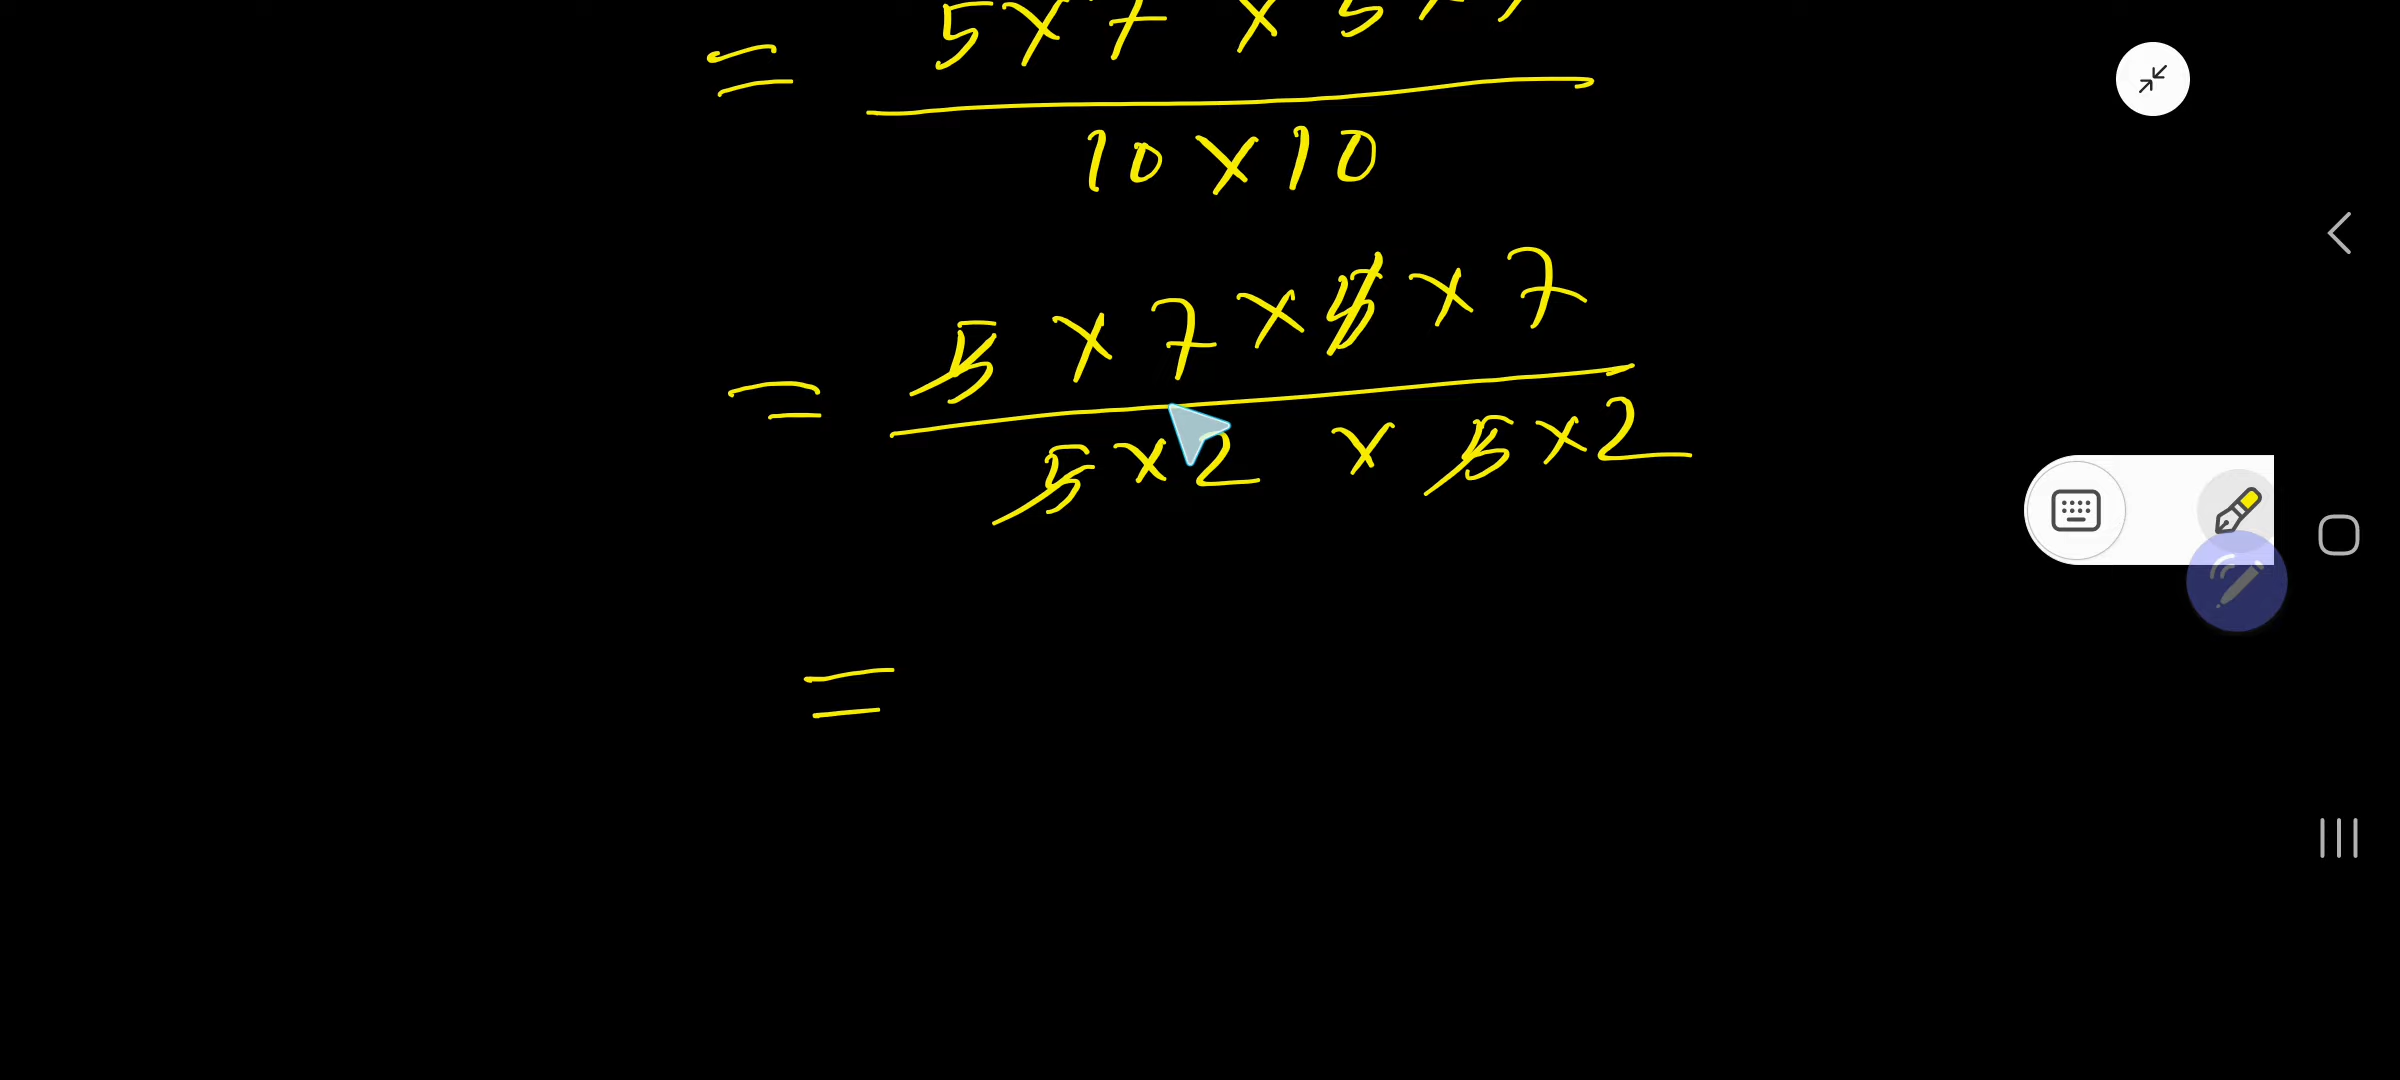 = 5 × 7 × 5 × 7
10 × 10
= 5 × 7 × 5 × 7
5 × 2 × 5 × 2
=